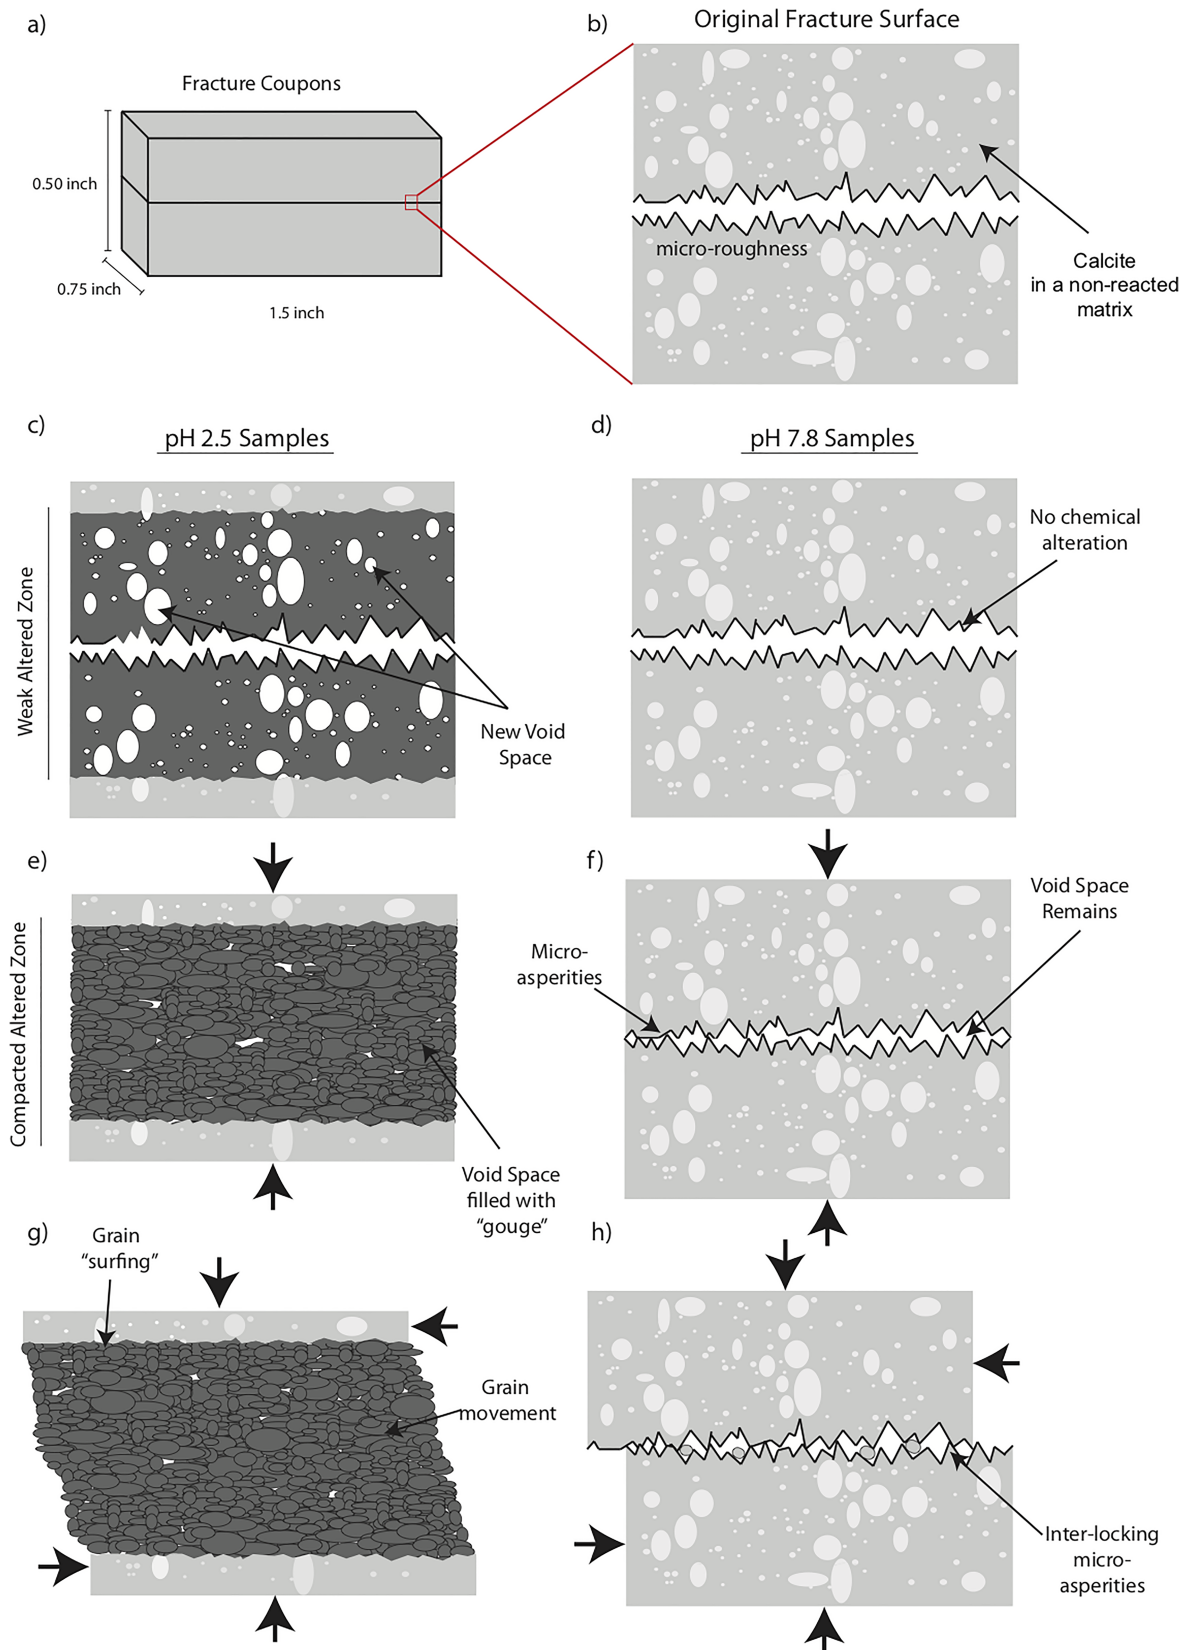 a)
Fracture Coupons
0.50 inch
0.75 inch
1.5 inch
b)
Original Fracture Surface
micro-roughness
Calcite
in a non-reacted
matrix
c)
pH 2.5 Samples
Weak Altered Zone
New Void
Space
d)
pH 7.8 Samples
No chemical
alteration
e)
Compacted Altered Zone
Void Space
filled with
“gouge”
f)
Micro-
asperities
Void Space
Remains
g)
Grain
“surfing”
Grain
movement
h)
Inter-locking
micro-
asperities